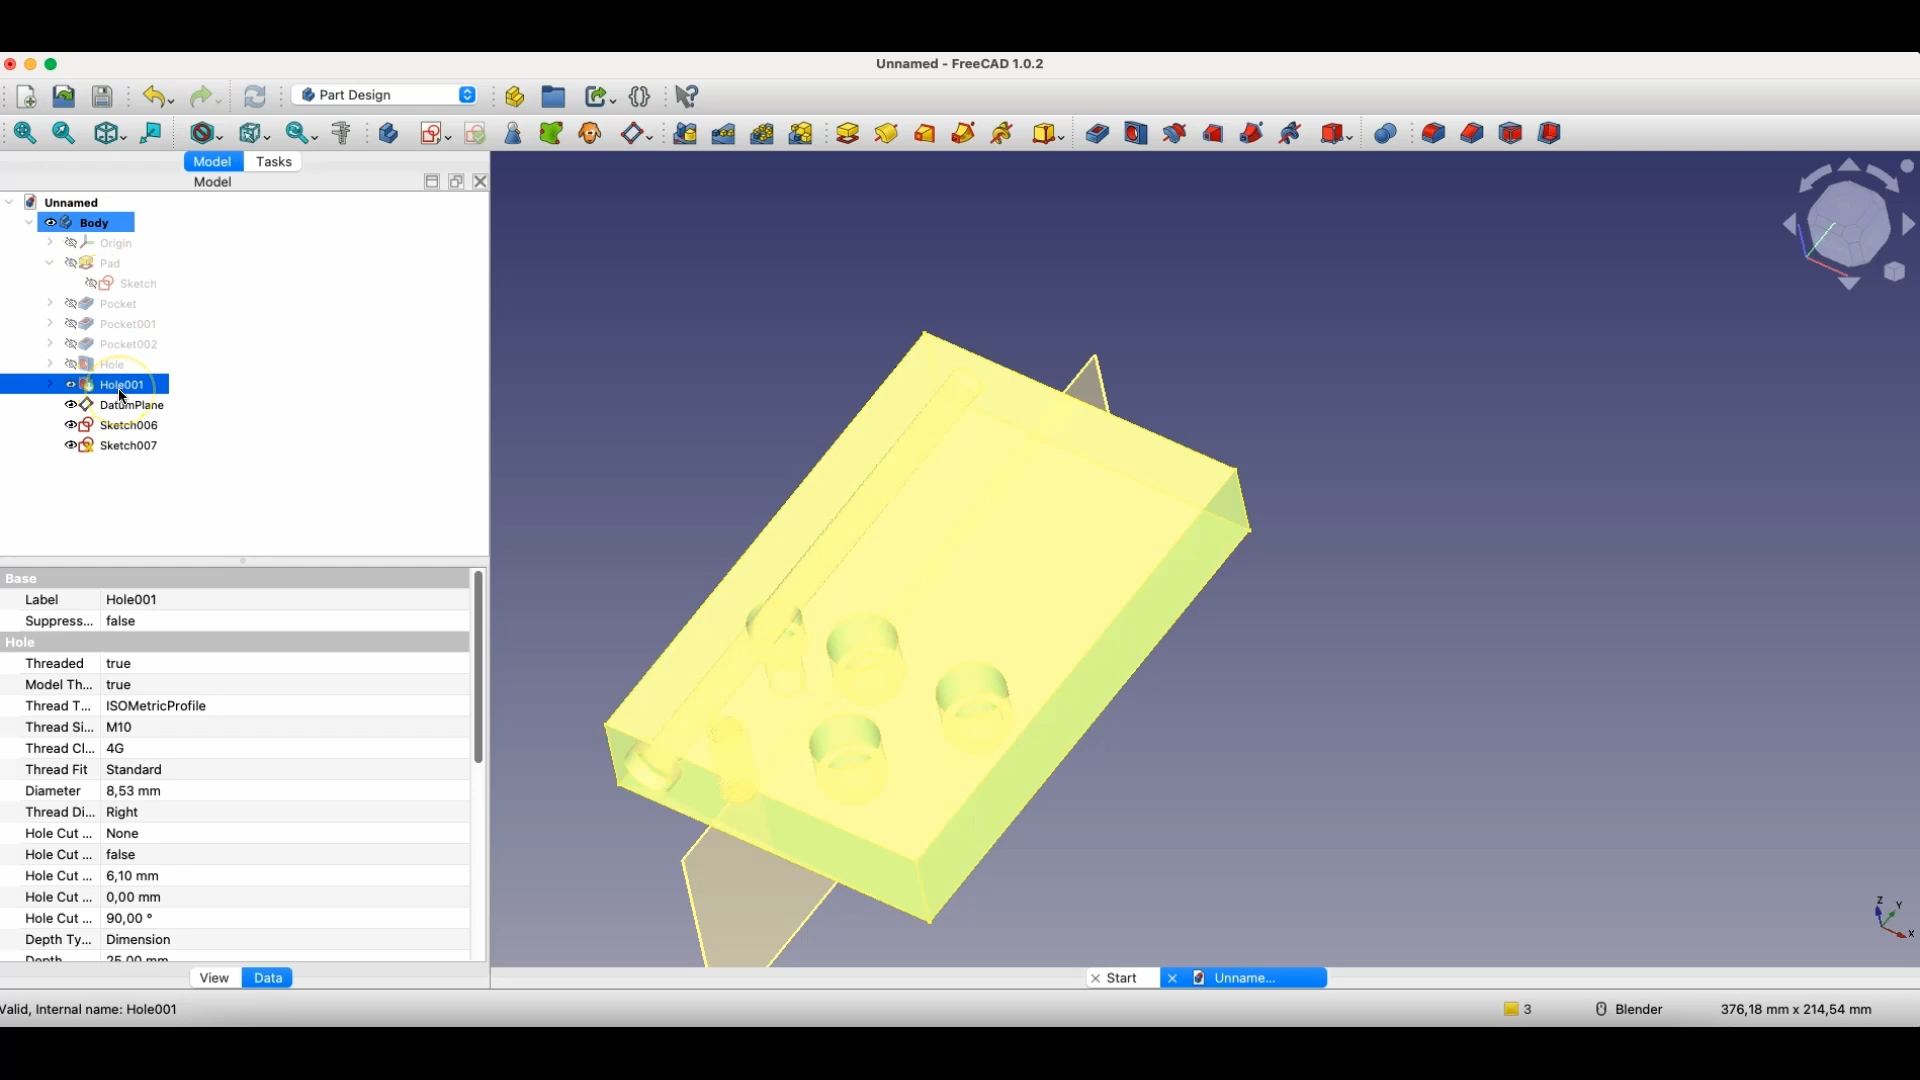 Unnamed - FreeCAD 1.0.2
Part Design
Model
Tasks
Model
Unnamed
Body
Origin
Pad
Sketch
Pocket
Pocket001
Pocket002
Hole
Hole001
DatumPlane
Sketch006
Sketch007
Base
Label Hole001
Suppress... false
Hole
Threaded true
Model Th... true
Thread T... ISOMetricProfile
Thread Si... M10
Thread Cl... 4G
Thread Fit Standard
Diameter 8,53 mm
Thread Di... Right
Hole Cut ... None
Hole Cut ... false
Hole Cut ... 6,10 mm
Hole Cut ... 0,00 mm
Hole Cut ... 90,00 °
Depth Ty... Dimension
Depth 25,00 mm
View
Data
Start
Unname...
Z
Y
X
Valid, Internal name: Hole001
3
Blender
376,18 mm x 214,54 mm